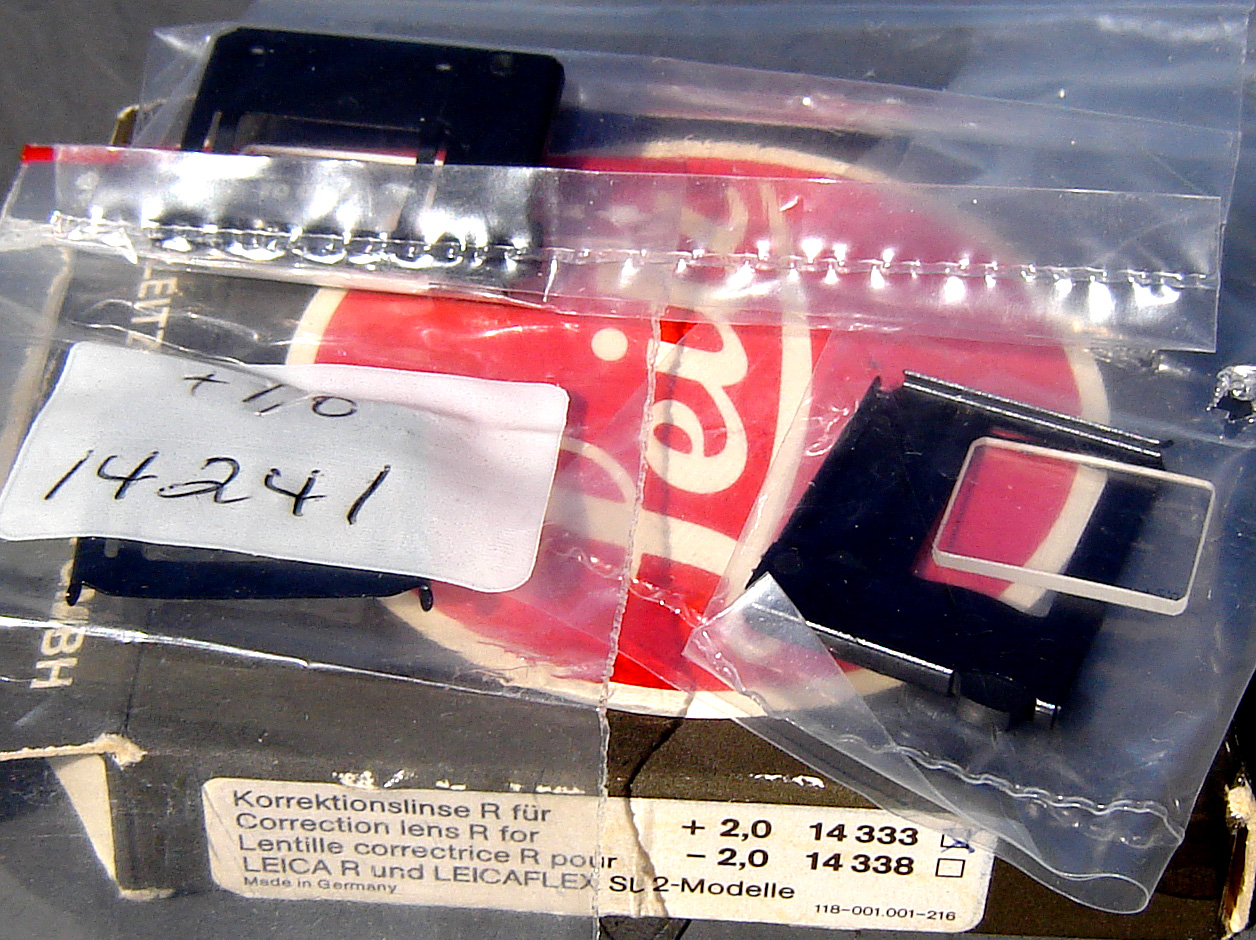 + 1,0
14241
Korrektionslinse R für
Correction lens R for
Lentille correctrice R pour
LEICA R und LEICAFLEX SL 2-Modelle
Made in Germany
+ 2,0 14 333
− 2,0 14 338
118-001.001-216